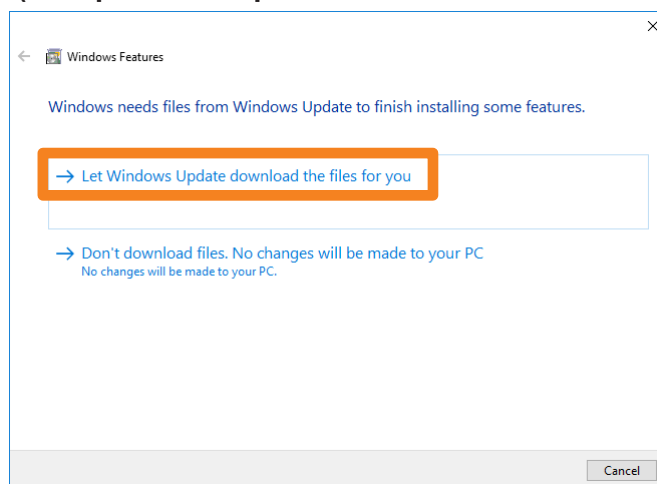 Windows Features
Windows needs files from Windows Update to finish installing some features.
→ Let Windows Update download the files for you
→ Don't download files. No changes will be made to your PC
No changes will be made to your PC.
Cancel